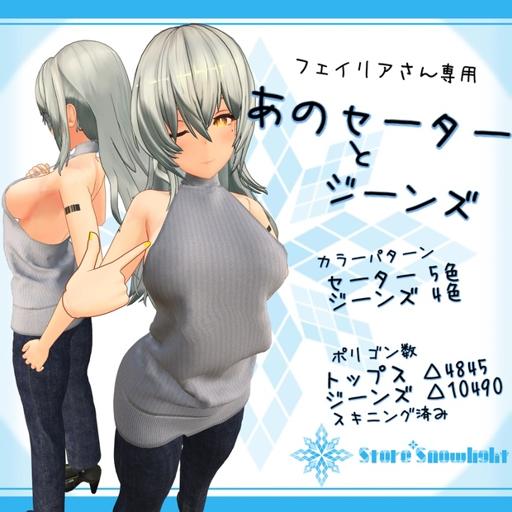 フェイリアさん専用
あのセーター
と
ジーンズ
カラーパターン
セーター 5色
ジーンズ 4色
ポリゴン数
トップス △4845
ジーンズ △10490
スキニング済み
Store Snowlight